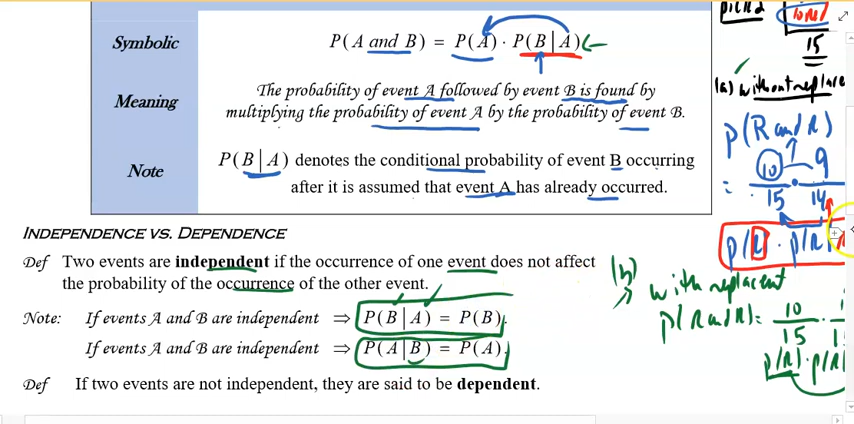 Symbolic P(A and B) = P(A) · P(B|A)
Meaning The probability of event A followed by event B is found by
multiplying the probability of event A by the probability of event B.
Note P(B|A) denotes the conditional probability of event B occurring
after it is assumed that event A has already occurred.
INDEPENDENCE VS. DEPENDENCE
Def Two events are independent if the occurrence of one event does not affect
the probability of the occurrence of the other event.
Note: If events A and B are independent ⇒ P(B|A) = P(B).
If events A and B are independent ⇒ P(A|B) = P(A).
Def If two events are not independent, they are said to be dependent.
15
(a) without replace
P(R and R)
= 10/15 · 9/14
P(R) · P(R
(b) with replacent
P(R and R) = 10/15 ·
P(R) · P(R